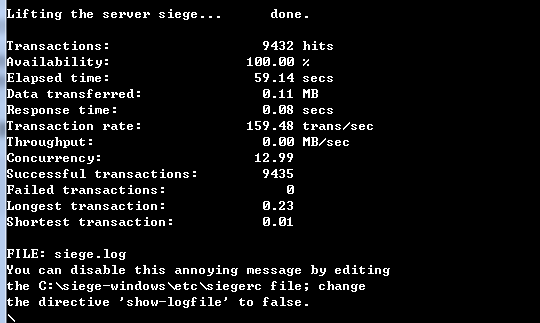 Lifting the server siege...      done.
Transactions:                   9432 hits
Availability:                 100.00 %
Elapsed time:                  59.14 secs
Data transferred:               0.11 MB
Response time:                  0.08 secs
Transaction rate:             159.48 trans/sec
Throughput:                     0.00 MB/sec
Concurrency:                   12.99
Successful transactions:        9435
Failed transactions:               0
Longest transaction:            0.23
Shortest transaction:           0.01
FILE: siege.log
You can disable this annoying message by editing
the C:\siege-windows\etc\siegerc file; change
the directive 'show-logfile' to false.
\